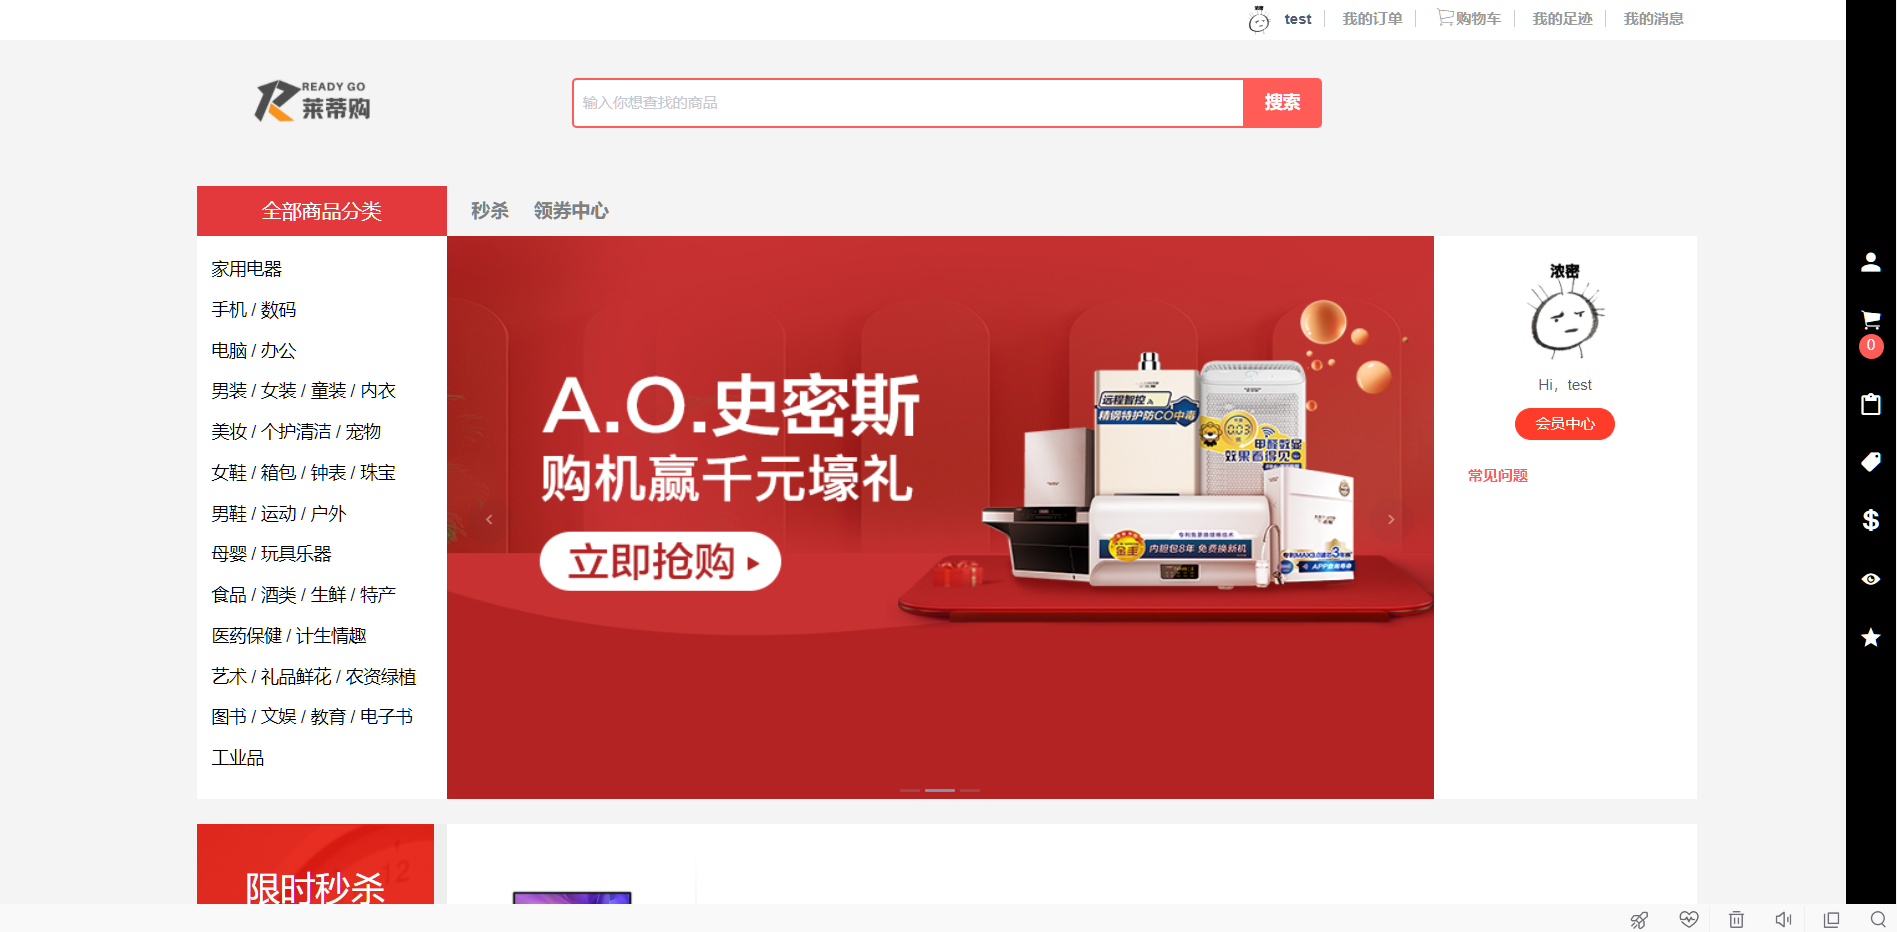 test
我的订单
购物车
我的足迹
我的消息
READY GO
莱蒂购
输入你想查找的商品
搜索
全部商品分类
秒杀
领券中心
家用电器
手机 / 数码
电脑 / 办公
男装 / 女装 / 童装 / 内衣
美妆 / 个护清洁 / 宠物
女鞋 / 箱包 / 钟表 / 珠宝
男鞋 / 运动 / 户外
母婴 / 玩具乐器
食品 / 酒类 / 生鲜 / 特产
医药保健 / 计生情趣
艺术 / 礼品鲜花 / 农资绿植
图书 / 文娱 / 教育 / 电子书
工业品
A.O.史密斯
购机赢千元壕礼
立即抢购
远程智控
精钢特护防CO中毒
0.03
甲醛数显
效果看得见
金圭
内胆包8年 免费换新机
浓密
Hi，test
会员中心
常见问题
0
限时秒杀
12